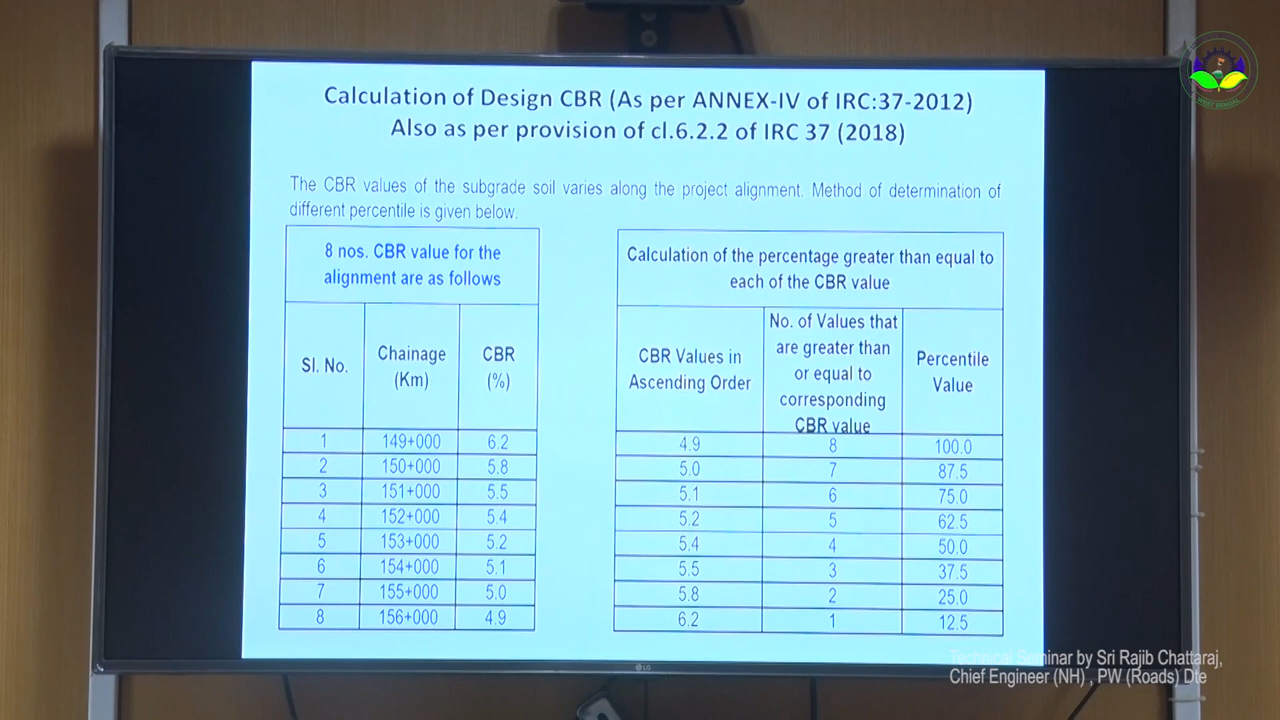 Calculation of Design CBR (As per ANNEX-IV of IRC:37-2012)
Also as per provision of cl.6.2.2 of IRC 37 (2018)
The CBR values of the subgrade soil varies along the project alignment. Method of determination of
different percentile is given below.
8 nos. CBR value for the
alignment are as follows
Sl. No.
Chainage
(Km)
CBR
(%)
1 149+000 6.2
2 150+000 5.8
3 151+000 5.5
4 152+000 5.4
5 153+000 5.2
6 154+000 5.1
7 155+000 5.0
8 156+000 4.9
Calculation of the percentage greater than equal to
each of the CBR value
CBR Values in
Ascending Order
No. of Values that
are greater than
or equal to
corresponding
CBR value
Percentile
Value
4.9 8 100.0
5.0 7 87.5
5.1 6 75.0
5.2 5 62.5
5.4 4 50.0
5.5 3 37.5
5.8 2 25.0
6.2 1 12.5
LG
WEST BENGAL
Technical Seminar by Sri Rajib Chattaraj,
Chief Engineer (NH) , PW (Roads) Dte